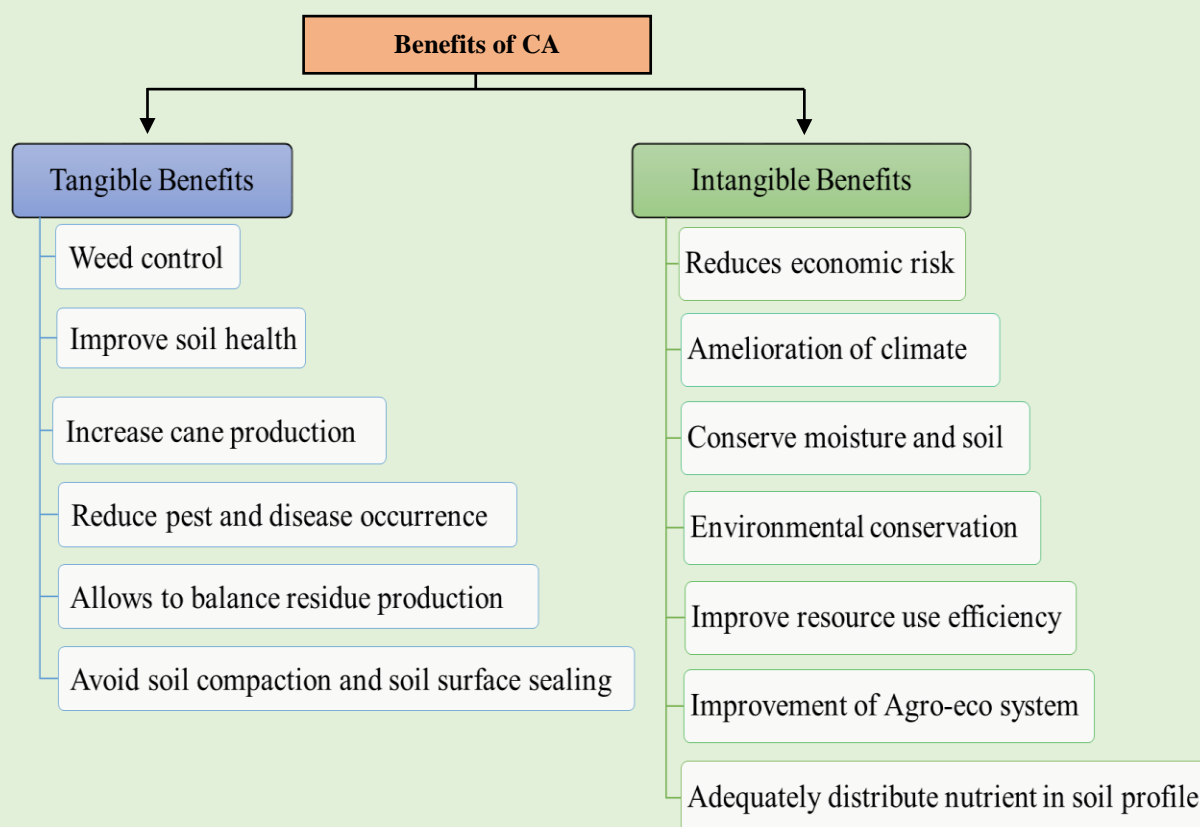 Benefits of CA
Tangible Benefits
Weed control
Improve soil health
Increase cane production
Reduce pest and disease occurrence
Allows to balance residue production
Avoid soil compaction and soil surface sealing
Intangible Benefits
Reduces economic risk
Amelioration of climate
Conserve moisture and soil
Environmental conservation
Improve resource use efficiency
Improvement of Agro-eco system
Adequately distribute nutrient in soil profile